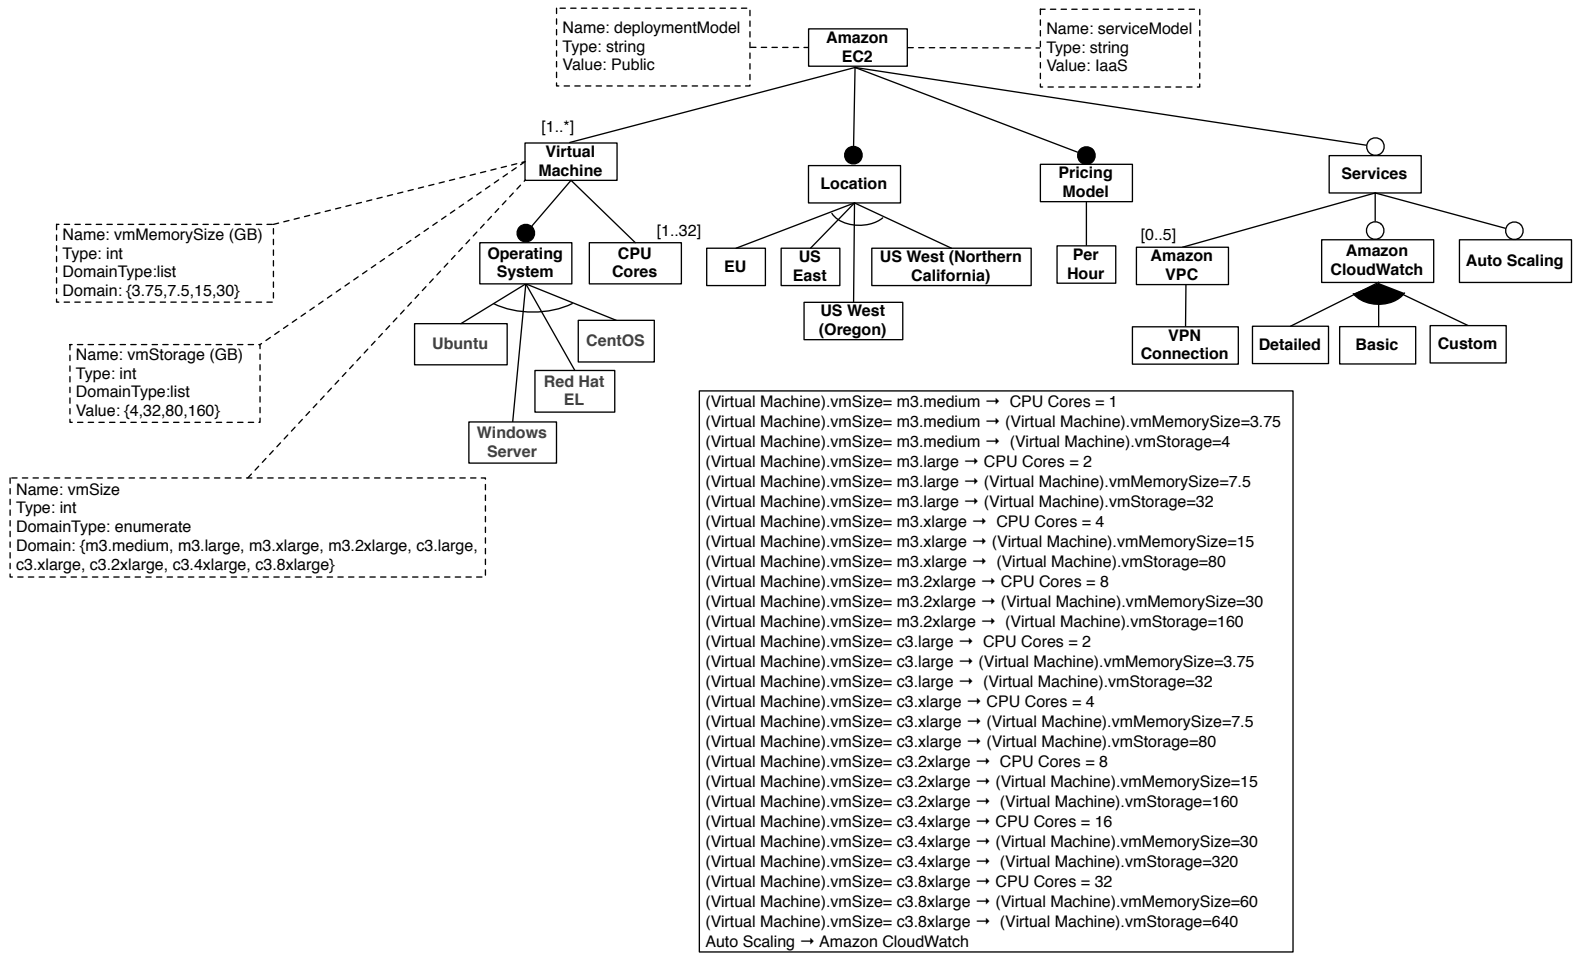 Name: deploymentModel
Type: string
Value: Public
Amazon
EC2
Name: serviceModel
Type: string
Value: IaaS
[1..*]
Virtual
Machine
Location
Pricing
Model
Services
Name: vmMemorySize (GB)
Type: int
DomainType:list
Domain: {3.75,7.5,15,30}
Operating
System
[1..32]
CPU
Cores
EU
US
East
US West (Northern
California)
US West
(Oregon)
Per
Hour
[0..5]
Amazon
VPC
Amazon
CloudWatch
Auto Scaling
Ubuntu
CentOS
Red Hat
EL
Windows
Server
VPN
Connection
Detailed
Basic
Custom
Name: vmStorage (GB)
Type: int
DomainType:list
Value: {4,32,80,160}
Name: vmSize
Type: int
DomainType: enumerate
Domain: {m3.medium, m3.large, m3.xlarge, m3.2xlarge, c3.large,
c3.xlarge, c3.2xlarge, c3.4xlarge, c3.8xlarge}
(Virtual Machine).vmSize= m3.medium → CPU Cores = 1
(Virtual Machine).vmSize= m3.medium → (Virtual Machine).vmMemorySize=3.75
(Virtual Machine).vmSize= m3.medium → (Virtual Machine).vmStorage=4
(Virtual Machine).vmSize= m3.large → CPU Cores = 2
(Virtual Machine).vmSize= m3.large → (Virtual Machine).vmMemorySize=7.5
(Virtual Machine).vmSize= m3.large → (Virtual Machine).vmStorage=32
(Virtual Machine).vmSize= m3.xlarge → CPU Cores = 4
(Virtual Machine).vmSize= m3.xlarge → (Virtual Machine).vmMemorySize=15
(Virtual Machine).vmSize= m3.xlarge → (Virtual Machine).vmStorage=80
(Virtual Machine).vmSize= m3.2xlarge → CPU Cores = 8
(Virtual Machine).vmSize= m3.2xlarge → (Virtual Machine).vmMemorySize=30
(Virtual Machine).vmSize= m3.2xlarge → (Virtual Machine).vmStorage=160
(Virtual Machine).vmSize= c3.large → CPU Cores = 2
(Virtual Machine).vmSize= c3.large → (Virtual Machine).vmMemorySize=3.75
(Virtual Machine).vmSize= c3.large → (Virtual Machine).vmStorage=32
(Virtual Machine).vmSize= c3.xlarge → CPU Cores = 4
(Virtual Machine).vmSize= c3.xlarge → (Virtual Machine).vmMemorySize=7.5
(Virtual Machine).vmSize= c3.xlarge → (Virtual Machine).vmStorage=80
(Virtual Machine).vmSize= c3.2xlarge → CPU Cores = 8
(Virtual Machine).vmSize= c3.2xlarge → (Virtual Machine).vmMemorySize=15
(Virtual Machine).vmSize= c3.2xlarge → (Virtual Machine).vmStorage=160
(Virtual Machine).vmSize= c3.4xlarge → CPU Cores = 16
(Virtual Machine).vmSize= c3.4xlarge → (Virtual Machine).vmMemorySize=30
(Virtual Machine).vmSize= c3.4xlarge → (Virtual Machine).vmStorage=320
(Virtual Machine).vmSize= c3.8xlarge → CPU Cores = 32
(Virtual Machine).vmSize= c3.8xlarge → (Virtual Machine).vmMemorySize=60
(Virtual Machine).vmSize= c3.8xlarge → (Virtual Machine).vmStorage=640
Auto Scaling → Amazon CloudWatch